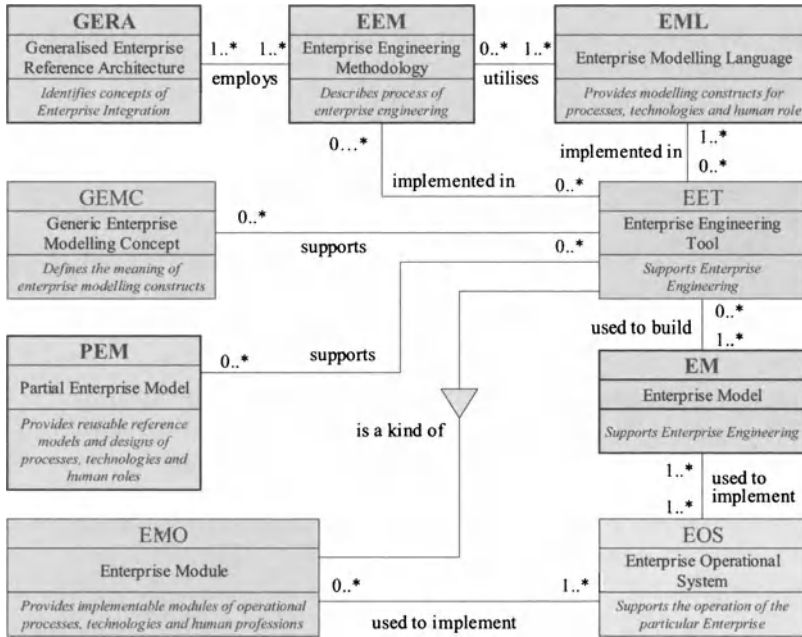 GERA
Generalised Enterprise
Reference Architecture
Identifies concepts of
Enterprise Integration
1..*
1..*
employs
EEM
Enterprise Engineering
Methodology
Describes process of
enterprise engineering
0..*
1..*
utilises
EML
Enterprise Modelling Language
Provides modelling constructs for
processes, technologies and human role
0...*
implemented in
0..*
1..*
implemented in
0..*
GEMC
Generic Enterprise
Modelling Concept
Defines the meaning of
enterprise modelling constructs
0..*
supports
0..*
EET
Enterprise Engineering
Tool
Supports Enterprise
Engineering
PEM
Partial Enterprise Model
Provides reusable reference
models and designs of
processes, technologies and
human roles
0..*
supports
is a kind of
0..*
used to build
1..*
EM
Enterprise Model
Supports Enterprise Engineering
1..*
used to
implement
1..*
EMO
Enterprise Module
Provides implementable modules of operational
processes, technologies and human professions
0..*
used to implement
1..*
EOS
Enterprise Operational
System
Supports the operation of the
particular Enterprise